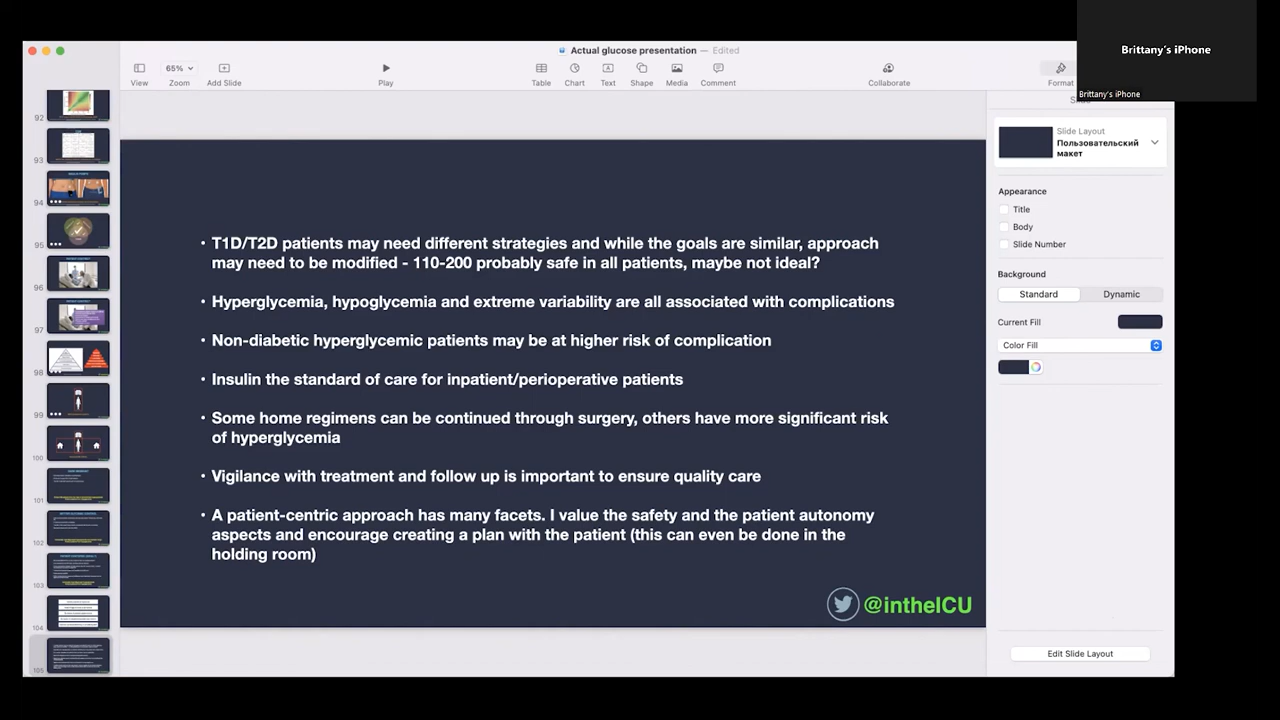 Brittany's iPhone
Brittany's iPhone
Actual glucose presentation — Edited
View
65%
Zoom
Add Slide
Play
Table
Chart
Text
Shape
Media
Comment
Collaborate
Format
92
93
94
95
96
97
98
99
100
101
102
103
104
105
• T1D/T2D patients may need different strategies and while the goals are similar, approach
may need to be modified - 110-200 probably safe in all patients, maybe not ideal?
• Hyperglycemia, hypoglycemia and extreme variability are all associated with complications
• Non-diabetic hyperglycemic patients may be at higher risk of complication
• Insulin the standard of care for inpatient/perioperative patients
• Some home regimens can be continued through surgery, others have more significant risk
of hyperglycemia
• Vigilance with treatment and follow up is important to ensure quality care
• A patient-centric approach has many uses. I value the safety and the patient autonomy
aspects and encourage creating a plan with the patient (this can even be done in the
holding room)
@intheICU
Slide Layout
Пользовательский
макет
Appearance
Title
Body
Slide Number
Background
Standard
Dynamic
Current Fill
Color Fill
Edit Slide Layout